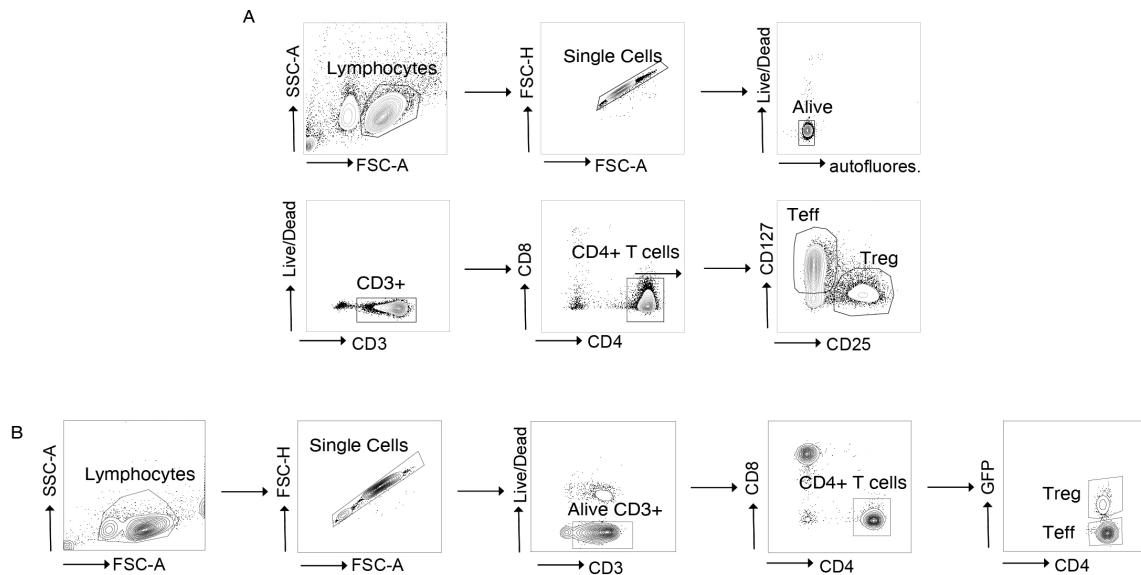 A
SSC-A
Lymphocytes
FSC-A
FSC-H
Single Cells
FSC-A
Live/Dead
Alive
autofluores.
Live/Dead
CD3+
CD3
CD8
CD4+ T cells
CD4
CD127
Teff
Treg
CD25
B
SSC-A
Lymphocytes
FSC-A
FSC-H
Single Cells
FSC-A
Live/Dead
Alive CD3+
CD3
CD8
CD4+ T cells
CD4
GFP
Treg
Teff
CD4